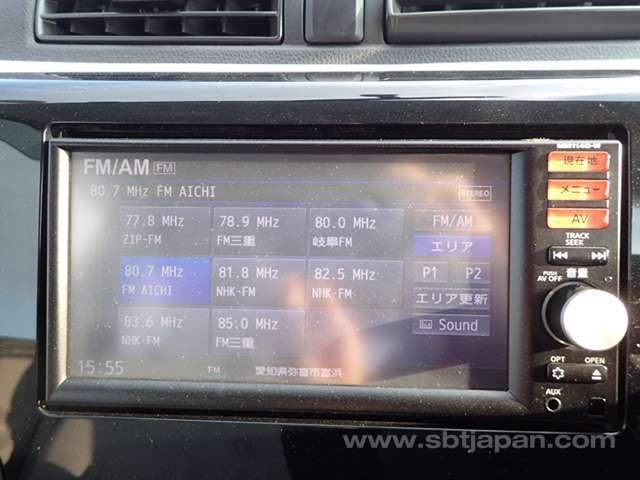 MM114D-W
FM/AM FM
現在地
80.7 MHz FM AICHI STEREO
メニュー
77.8 MHz 78.9 MHz 80.0 MHz FM/AM
ZIP-FM FM三重 岐阜FM
AV
エリア
TRACK
SEEK
80.7 MHz 81.8 MHz 82.5 MHz P1 P2
FM AICHI NHK-FM NHK-FM
PUSH 音量
AV OFF
エリア更新
83.6 MHz 85.0 MHz Sound
NHK-FM FM三重
15:55 FM 愛知県弥富市富浜
OPT OPEN
AUX
www.sbtjapan.com